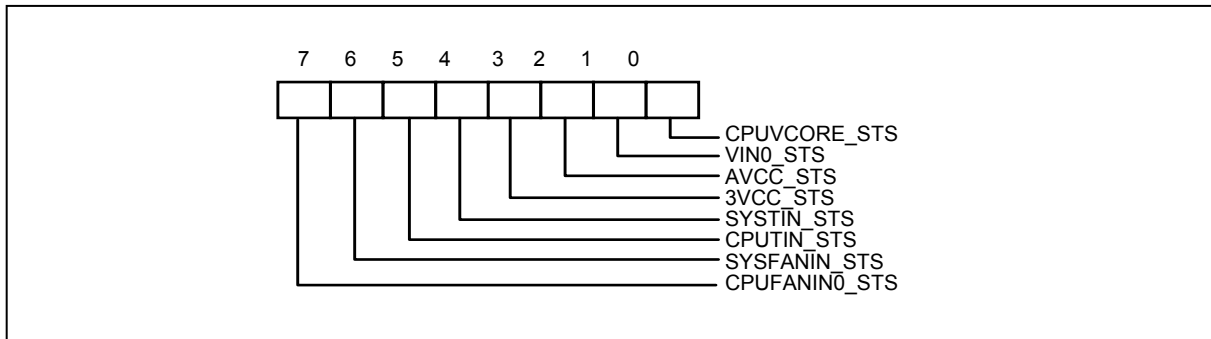 7 6 5 4 3 2 1 0
CPUVCORE_STS
VIN0_STS
AVCC_STS
3VCC_STS
SYSTIN_STS
CPUTIN_STS
SYSFANIN_STS
CPUFANIN0_STS